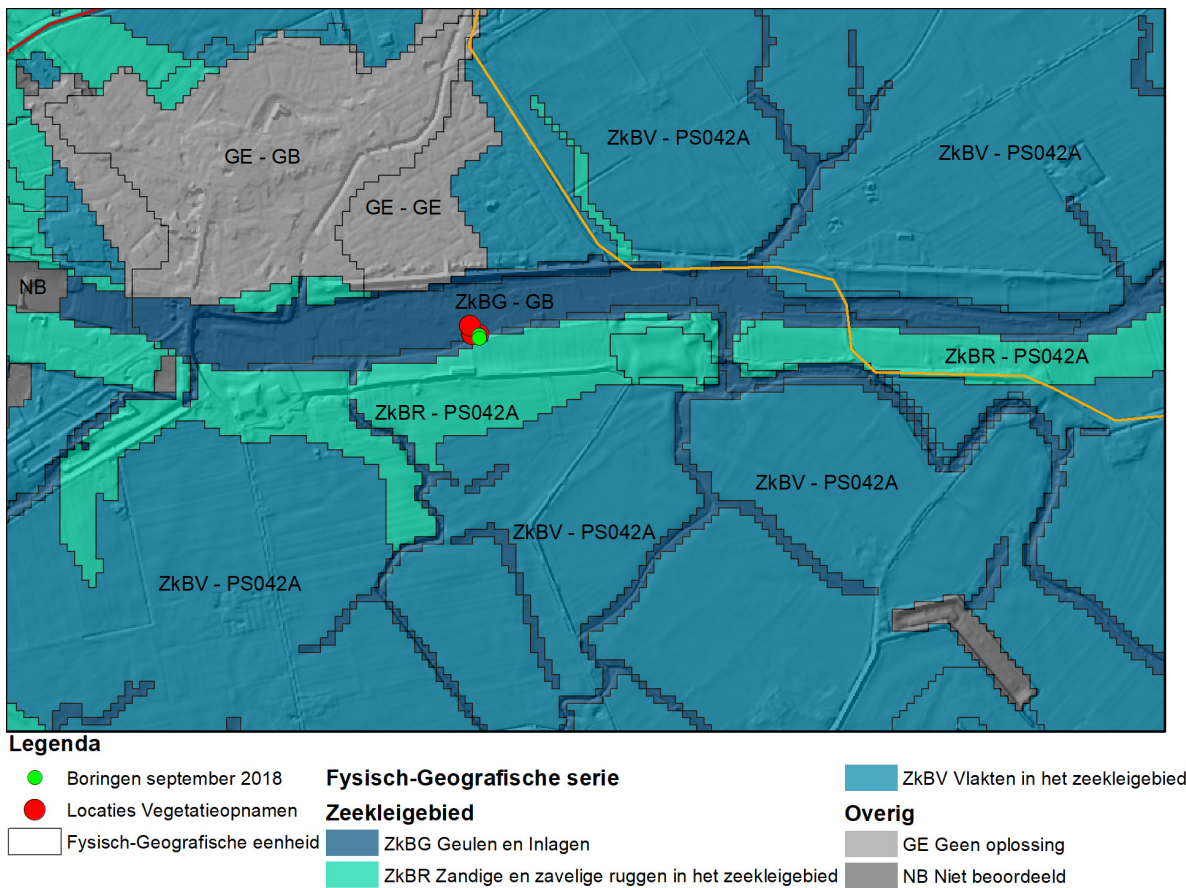 ZkBV - PS042A
ZkBV - PS042A
GE - GB
GE - GE
NB
ZkBG - GB
ZkBR - PS042A
ZkBR - PS042A
ZkBV - PS042A
ZkBV - PS042A
ZkBV - PS042A
Legenda
Boringen september 2018
Locaties Vegetatieopnamen
Fysisch-Geografische eenheid
Fysisch-Geografische serie
Zeekleigebied
ZkBG Geulen en Inlagen
ZkBR Zandige en zavelige ruggen in het zeekleigebied
ZkBV Vlakten in het zeekleigebied
Overig
GE Geen oplossing
NB Niet beoordeeld